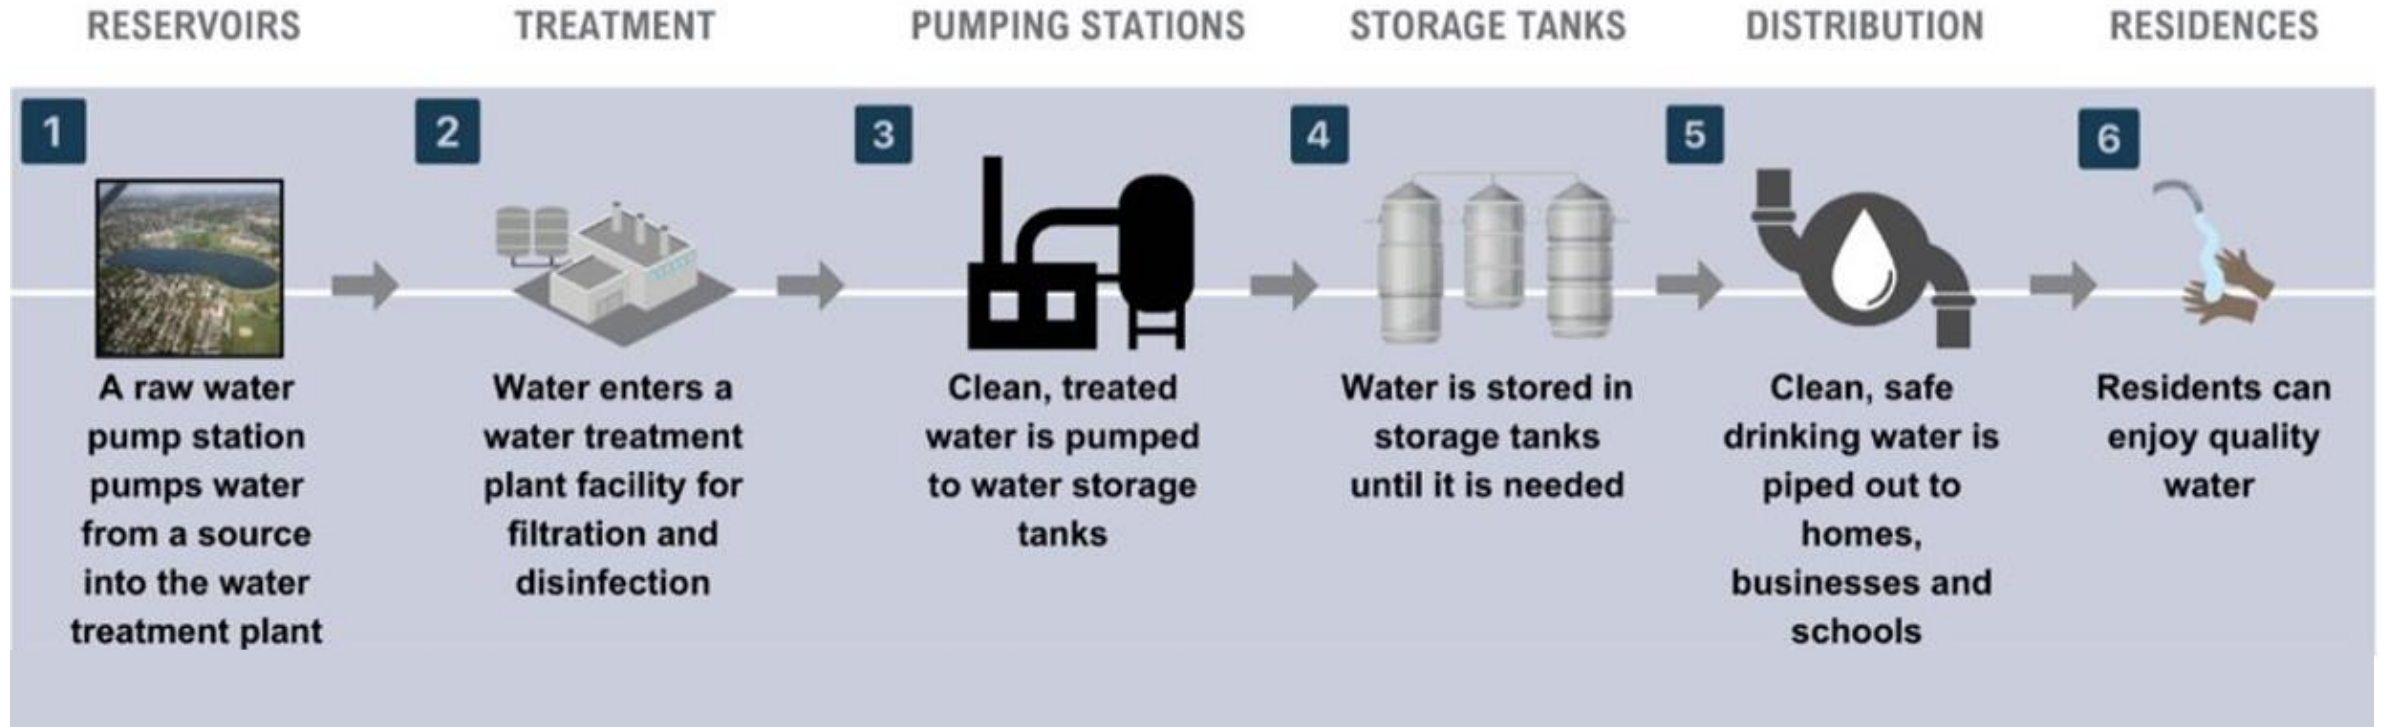 RESERVOIRS
TREATMENT
PUMPING STATIONS
STORAGE TANKS
DISTRIBUTION
RESIDENCES
1
A raw water
pump station
pumps water
from a source
into the water
treatment plant
2
Water enters a
water treatment
plant facility for
filtration and
disinfection
3
Clean, treated
water is pumped
to water storage
tanks
4
Water is stored in
storage tanks
until it is needed
5
Clean, safe
drinking water is
piped out to
homes,
businesses and
schools
6
Residents can
enjoy quality
water